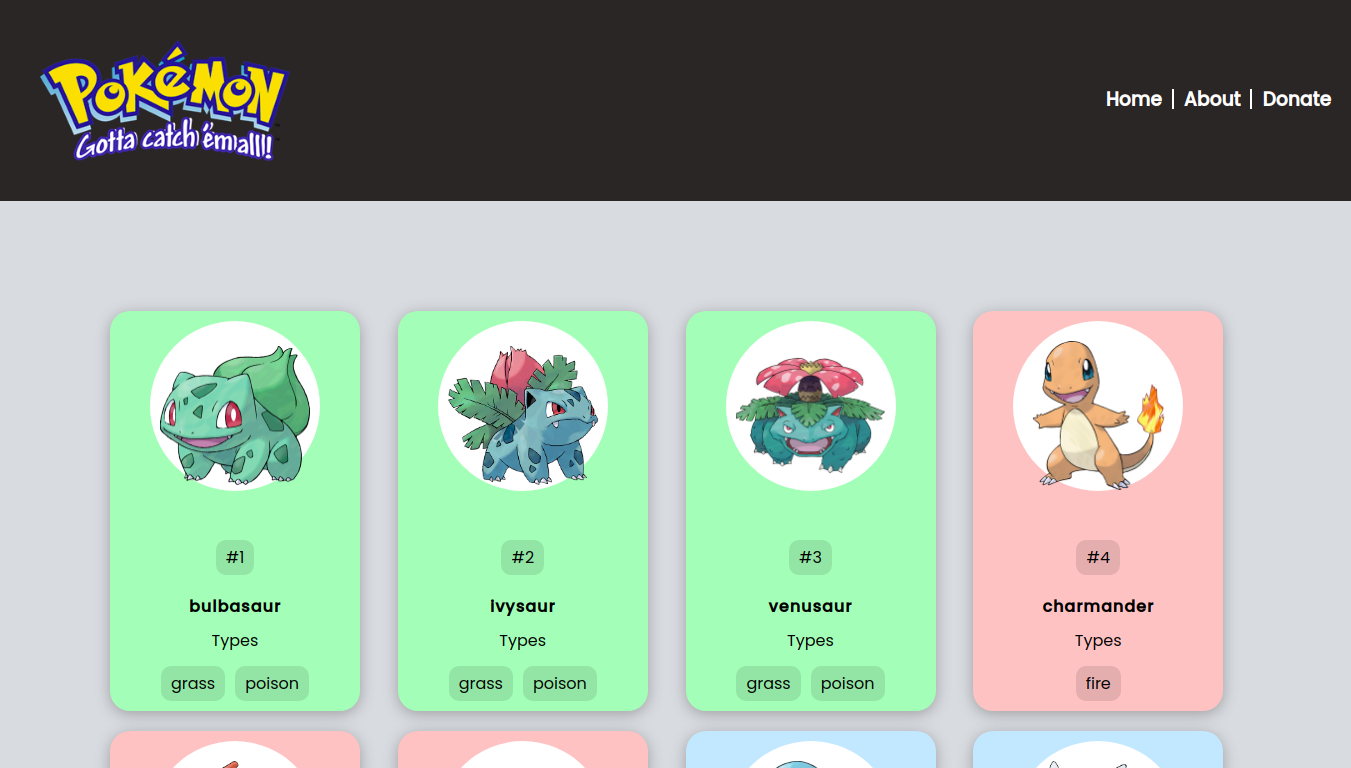 POKéMON
Gotta catch 'em all!!
Home
About
Donate
#1
bulbasaur
Types
grass poison
#2
ivysaur
Types
grass poison
#3
venusaur
Types
grass poison
#4
charmander
Types
fire